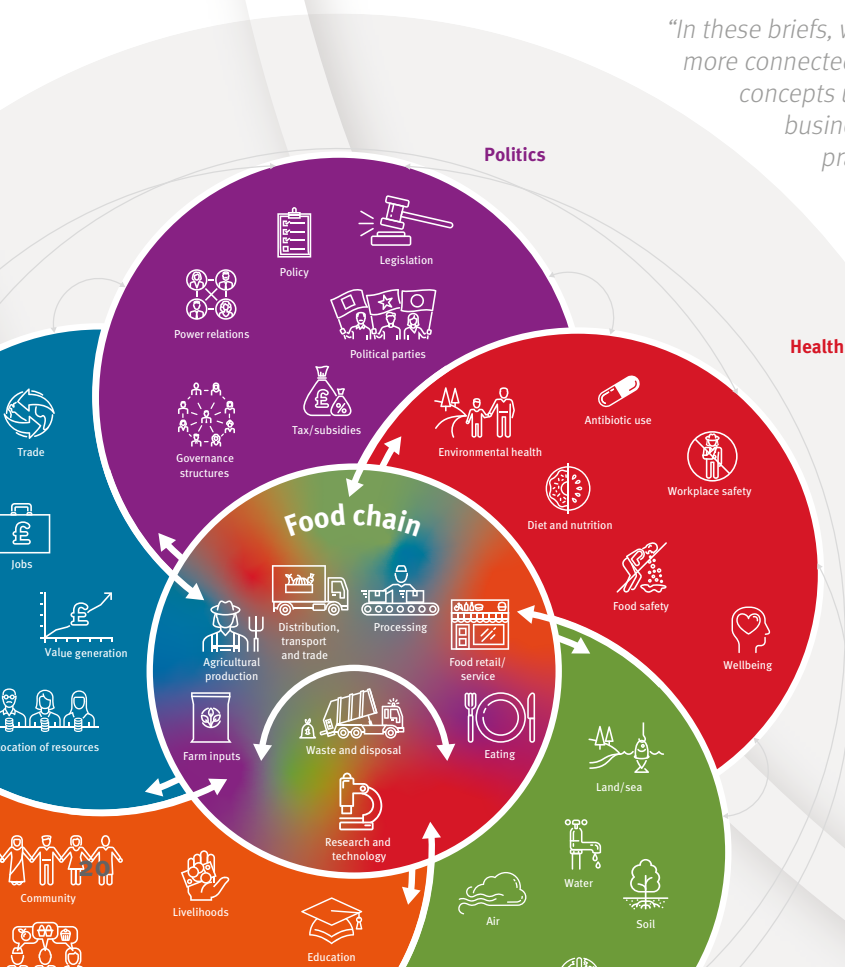 “In these briefs,
more connected
concepts
busin
pr
Politics
Legislation
Policy
Power relations
Political parties
Tax/subsidies
Governance
structures
Health
Antibiotic use
Environmental health
Workplace safety
Diet and nutrition
Food safety
Wellbeing
Trade
Jobs
£
£
£
%
Value generation
ocation of resources
Food chain
Distribution,
transport
and trade
Processing
Agricultural
production
Food retail/
service
Farm inputs
Waste and disposal
Eating
Research and
technology
Land/sea
Water
Soil
Air
20
Community
Livelihoods
Education